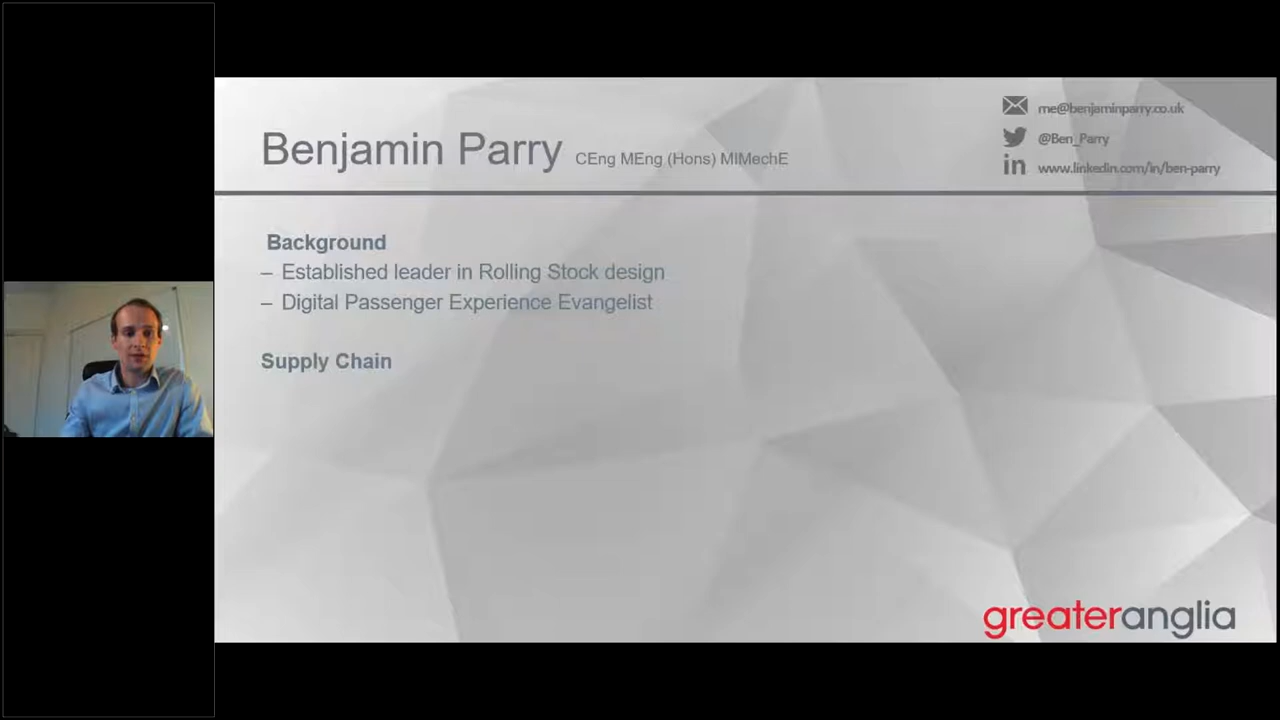 Benjamin Parry CEng MEng (Hons) MIMechE
me@benjaminparry.co.uk
@Ben_Parry
in www.linkedin.com/in/ben-parry
Background
– Established leader in Rolling Stock design
– Digital Passenger Experience Evangelist
Supply Chain
greateranglia